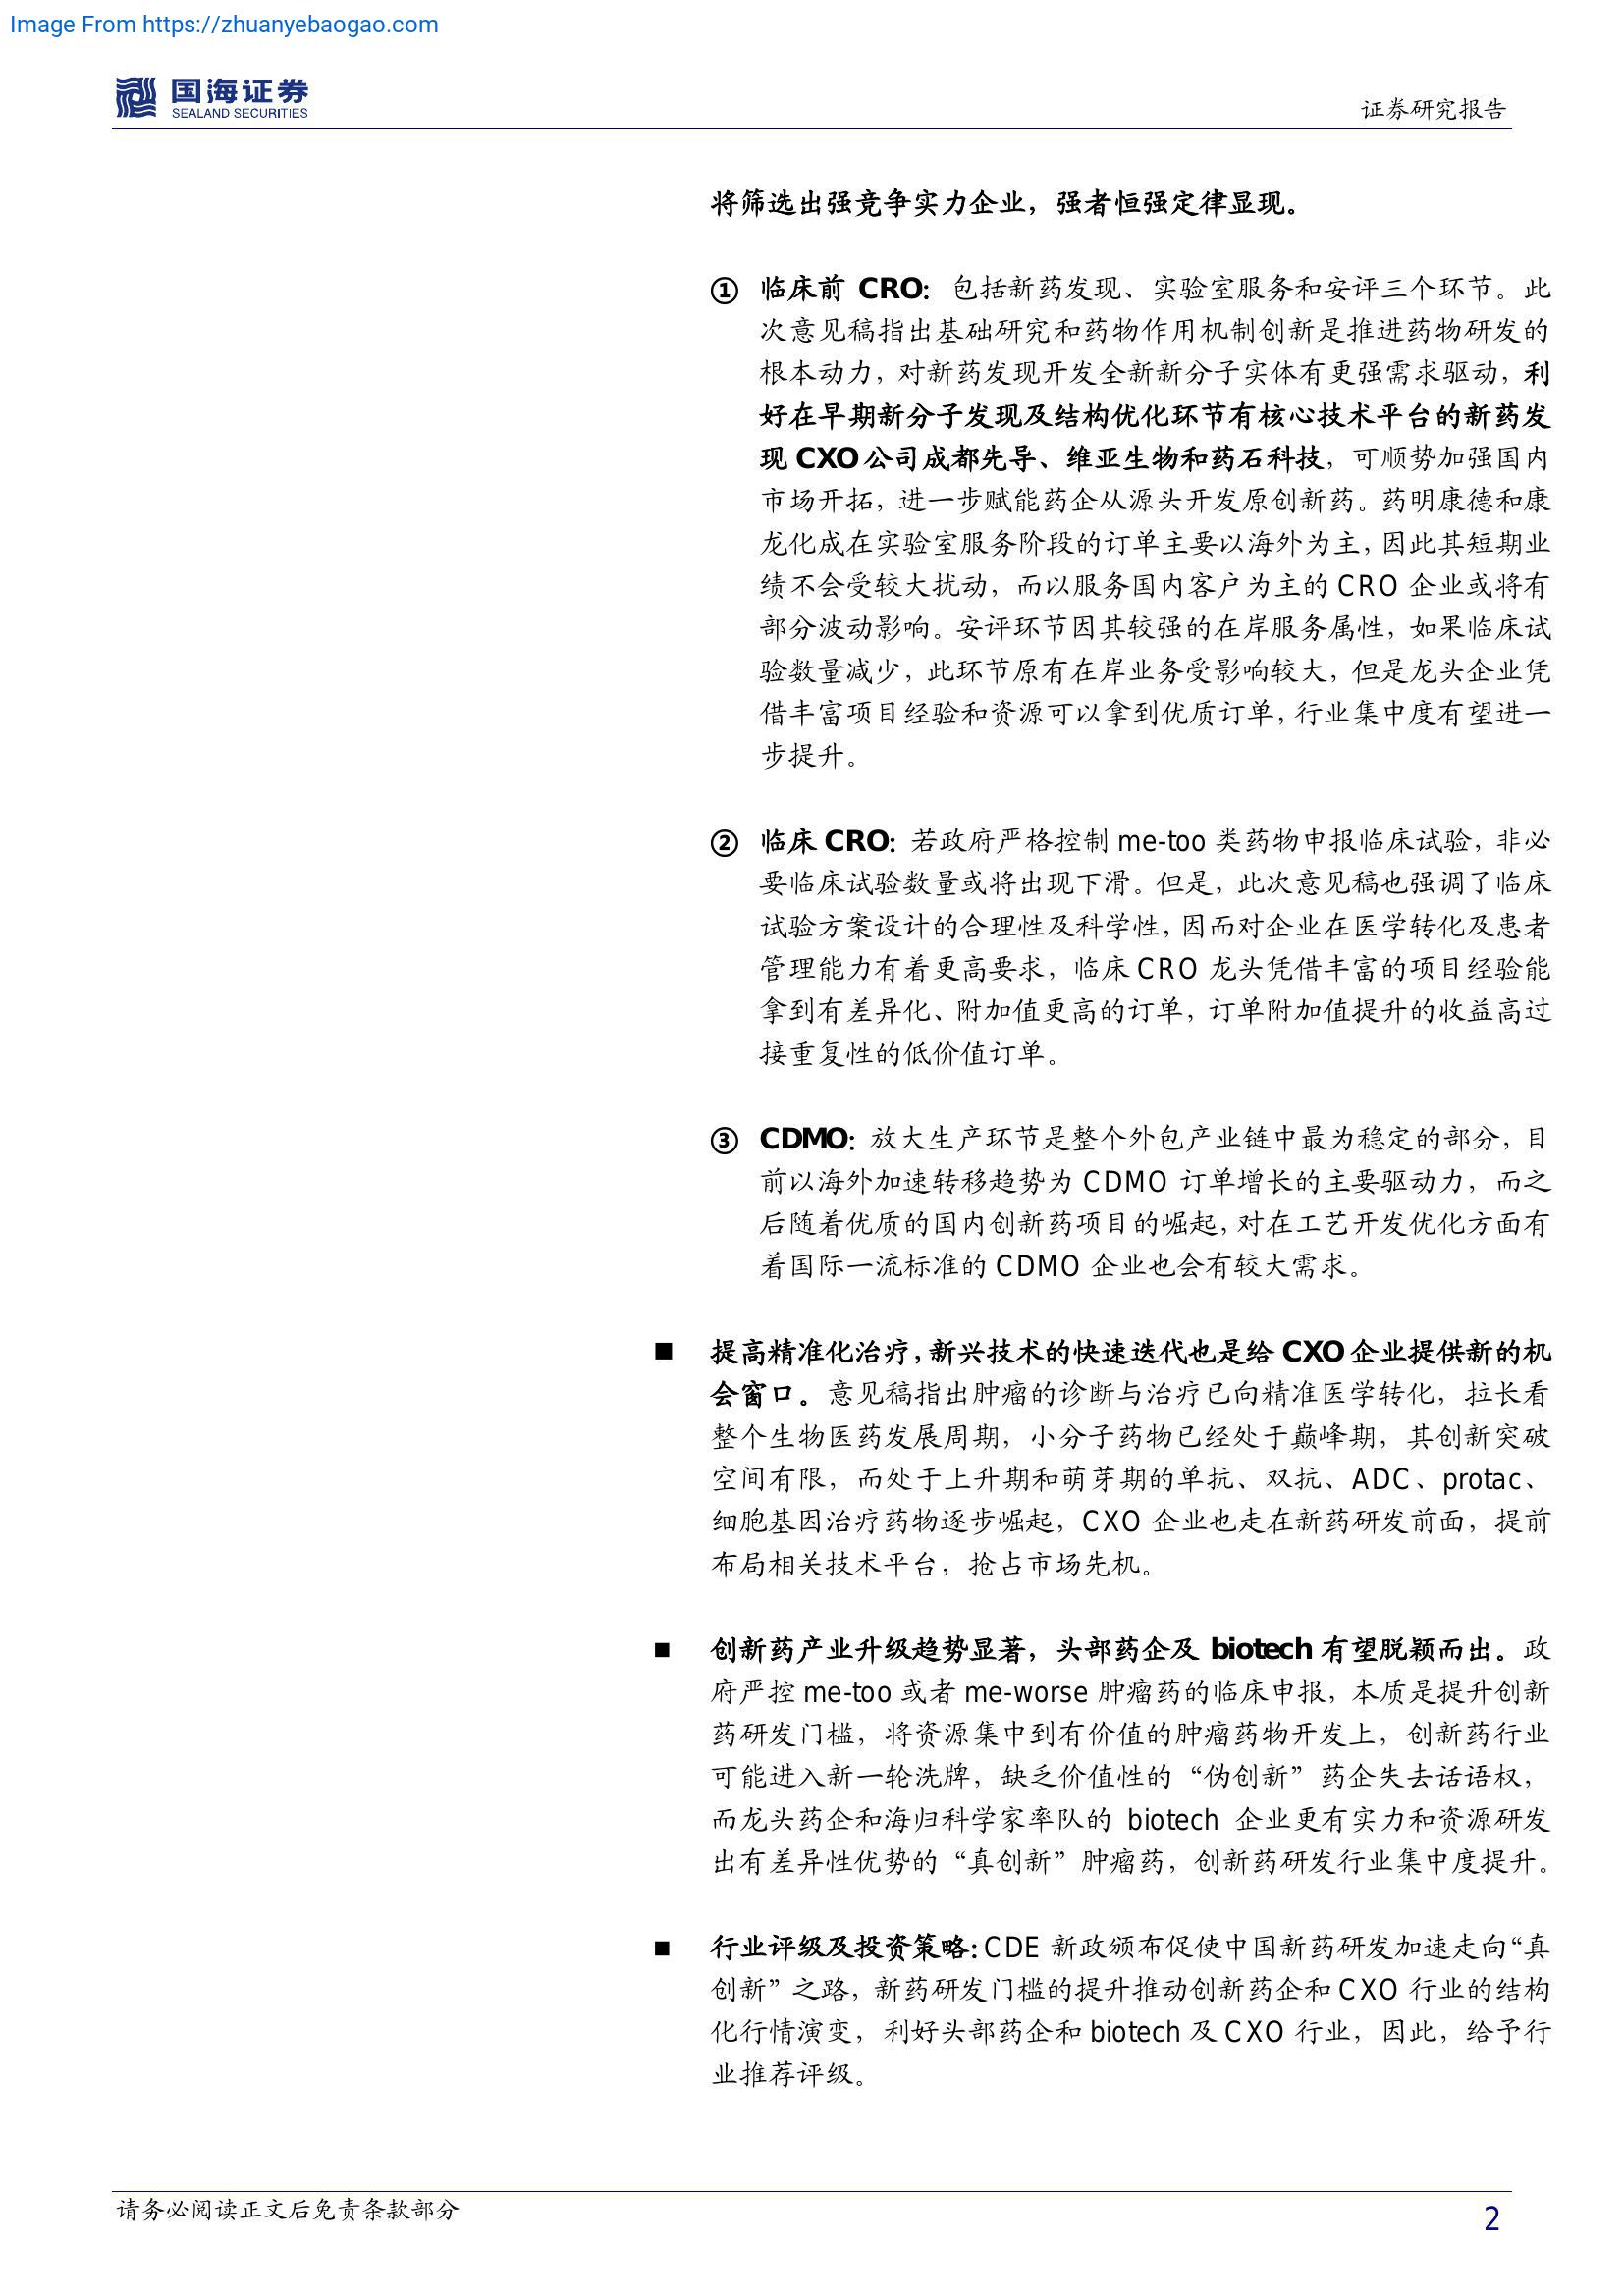 Image From https://zhuanyebaogao.com
国海证券
SEALAND SECURITIES
证券研究报告
将筛选出强竞争实力企业，强者恒强定律显现。
① 临床前 CRO：包括新药发现、实验室服务和安评三个环节。此
次意见稿指出基础研究和药物作用机制创新是推进药物研发的
根本动力，对新药发现开发全新新分子实体有更强需求驱动，利
好在早期新分子发现及结构优化环节有核心技术平台的新药发
现 CXO 公司成都先导、维亚生物和药石科技，可顺势加强国内
市场开拓，进一步赋能药企从源头开发原创新药。药明康德和康
龙化成在实验室服务阶段的订单主要以海外为主，因此其短期业
绩不会受较大扰动，而以服务国内客户为主的 CRO 企业或将有
部分波动影响。安评环节因其较强的在岸服务属性，如果临床试
验数量减少，此环节原有在岸业务受影响较大，但是龙头企业凭
借丰富项目经验和资源可以拿到优质订单，行业集中度有望进一
步提升。
② 临床 CRO：若政府严格控制 me-too 类药物申报临床试验，非必
要临床试验数量或将出现下滑。但是，此次意见稿也强调了临床
试验方案设计的合理性及科学性，因而对企业在医学转化及患者
管理能力有着更高要求，临床 CRO 龙头凭借丰富的项目经验能
拿到有差异化、附加值更高的订单，订单附加值提升的收益高过
接重复性的低价值订单。
③ CDMO：放大生产环节是整个外包产业链中最为稳定的部分，目
前以海外加速转移趋势为 CDMO 订单增长的主要驱动力，而之
后随着优质的国内创新药项目的崛起，对在工艺开发优化方面有
着国际一流标准的 CDMO 企业也会有较大需求。
■ 提高精准化治疗，新兴技术的快速迭代也是给 CXO 企业提供新的机
会窗口。意见稿指出肿瘤的诊断与治疗已向精准医学转化，拉长看
整个生物医药发展周期，小分子药物已经处于巅峰期，其创新突破
空间有限，而处于上升期和萌芽期的单抗、双抗、ADC、protac、
细胞基因治疗药物逐步崛起，CXO 企业也走在新药研发前面，提前
布局相关技术平台，抢占市场先机。
■ 创新药产业升级趋势显著，头部药企及 biotech 有望脱颖而出。政
府严控 me-too 或者 me-worse 肿瘤药的临床申报，本质是提升创新
药研发门槛，将资源集中到有价值的肿瘤药物开发上，创新药行业
可能进入新一轮洗牌，缺乏价值性的“伪创新”药企失去话语权，
而龙头药企和海归科学家率队的 biotech 企业更有实力和资源研发
出有差异性优势的“真创新”肿瘤药，创新药研发行业集中度提升。
■ 行业评级及投资策略：CDE 新政颁布促使中国新药研发加速走向“真
创新”之路，新药研发门槛的提升推动创新药企和 CXO 行业的结构
化行情演变，利好头部药企和 biotech 及 CXO 行业，因此，给予行
业推荐评级。
请务必阅读正文后免责条款部分
2